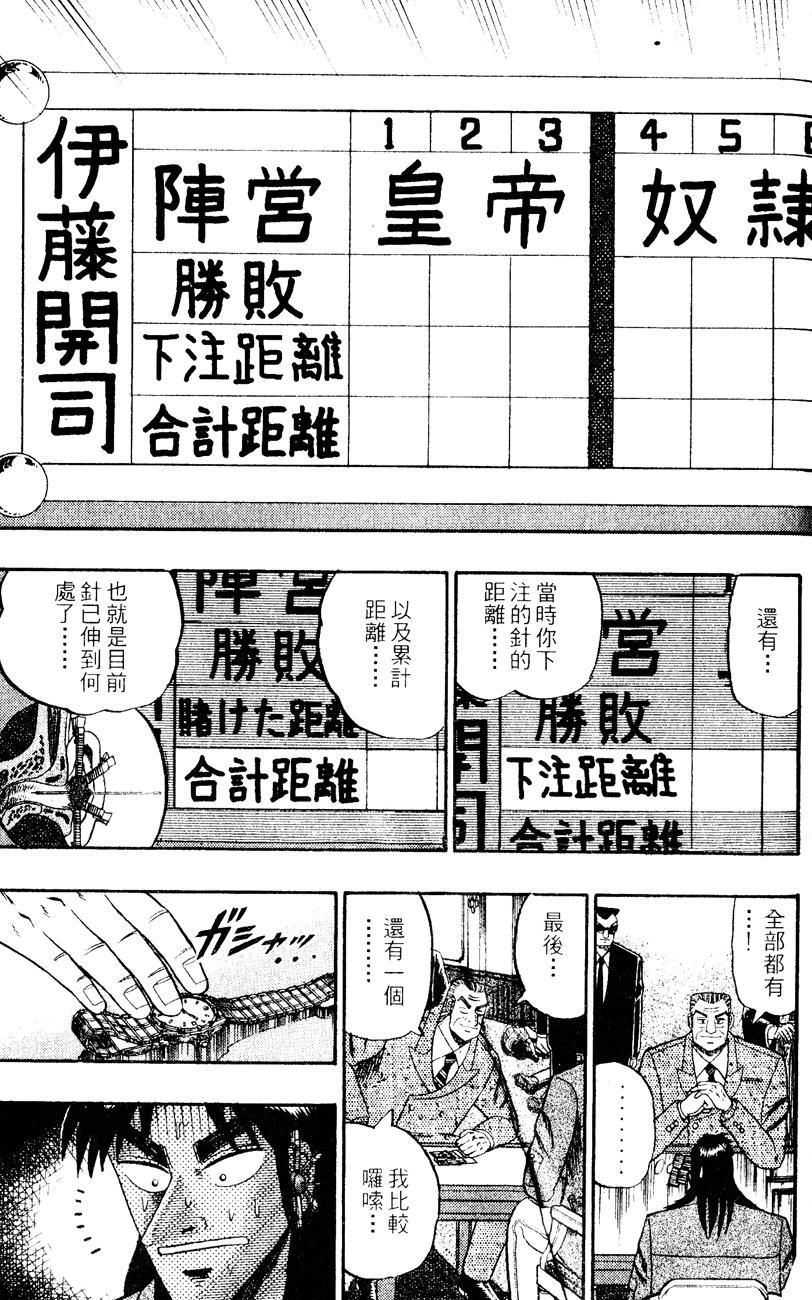 伊藤開司
1 2 3 4 5
陣営 皇帝 奴隷
勝敗
下注距離
合計距離
還有…
當時你下
注的針的
距離……
営
勝敗
下注距離
合計距離
以及累計
距離……
陣営
勝敗
賭けた距離
合計距離
也就是目前
針已伸到何
處了……
全部都有
…！
………
最後…
還有一個
………
我比較
囉嗦…
ガシャ…